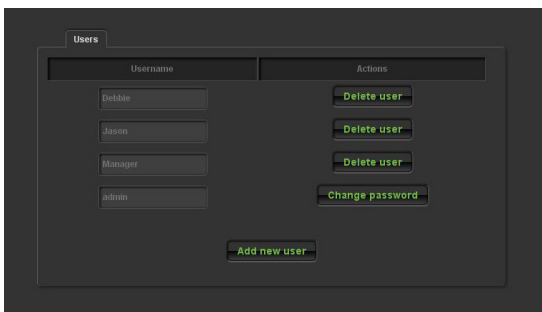 Users
Username Actions
Debbie Delete user
Jason Delete user
Manager Delete user
admin Change password
Add new user